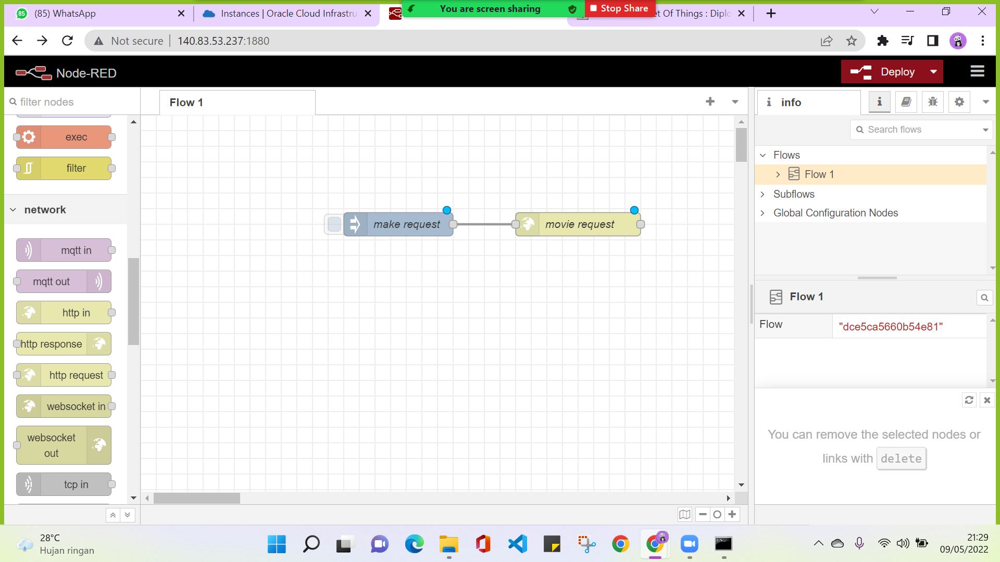 (85) WhatsApp
Instances | Oracle Cloud Infrastru
You are screen sharing
Stop Share
et Of Things : Diplo
Not secure
140.83.53.237:1880
Node-RED
Deploy
filter nodes
Flow 1
info
exec
filter
network
mqtt in
mqtt out
http in
http response
http request
websocket in
websocket
out
tcp in
make request
movie request
Search flows
Flows
Flow 1
Subflows
Global Configuration Nodes
Flow 1
Flow
"dce5ca5660b54e81"
You can remove the selected nodes or
links with delete
28°C
Hujan ringan
21:29
09/05/2022